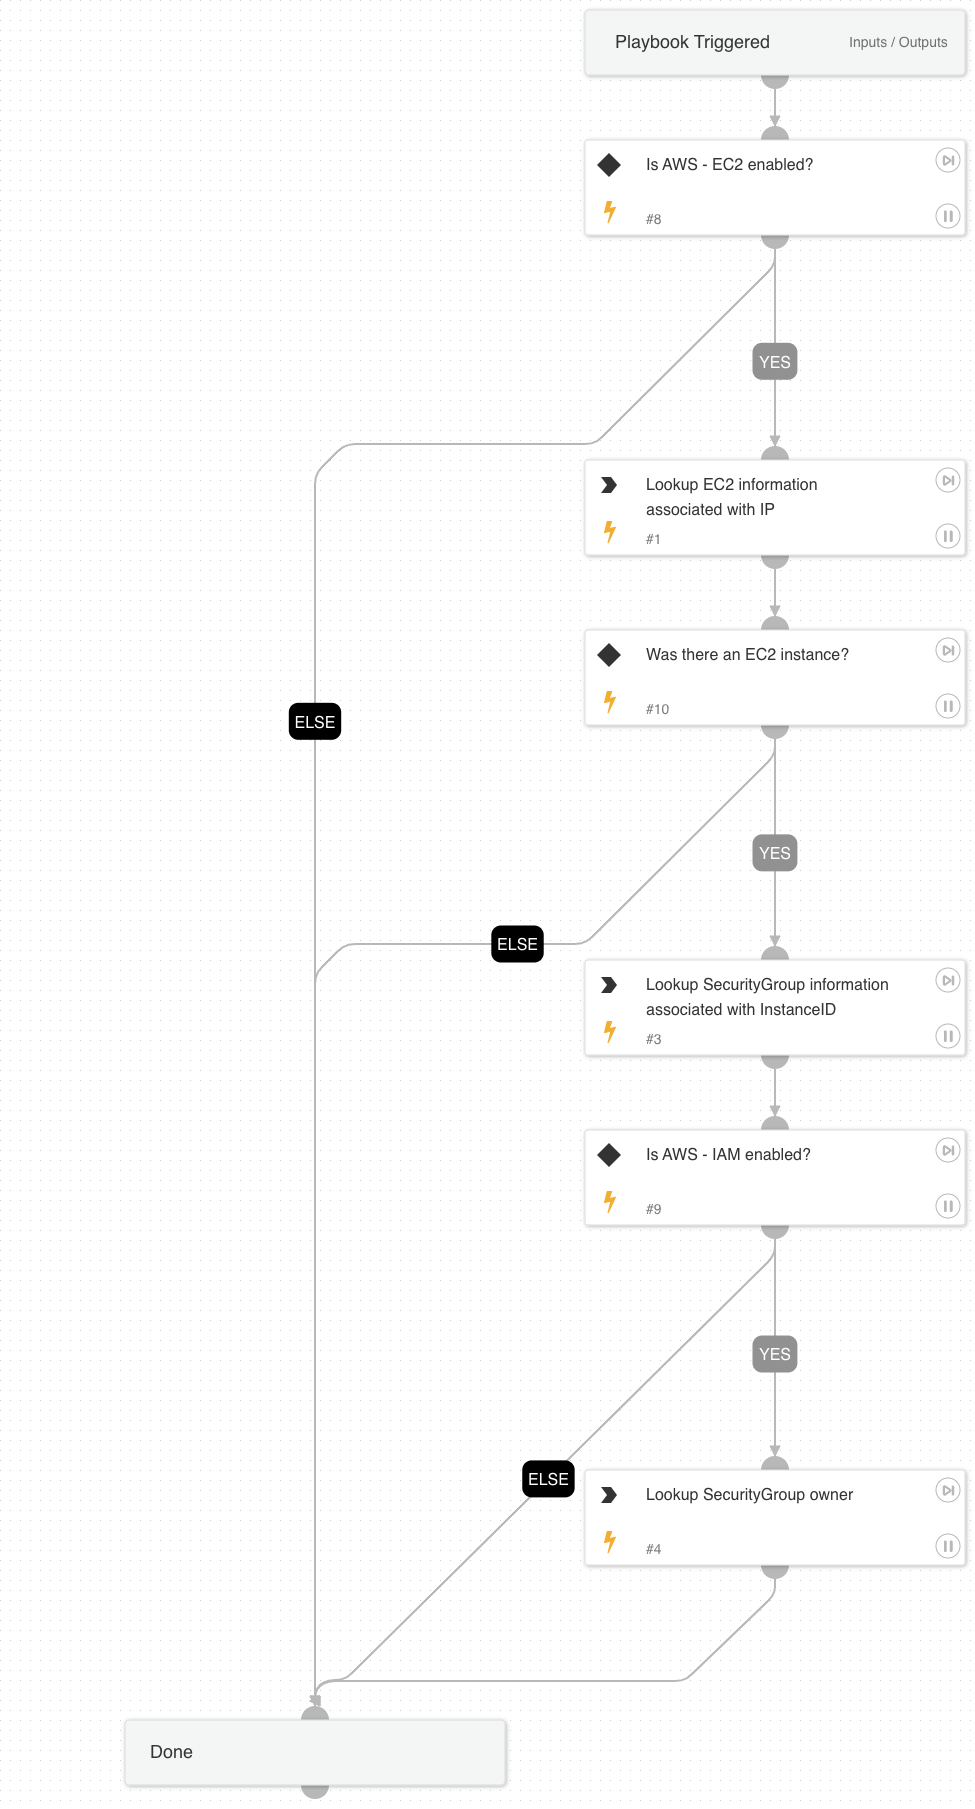 Playbook Triggered
Inputs / Outputs
Is AWS - EC2 enabled?
#8
YES
Lookup EC2 information
associated with IP
#1
Was there an EC2 instance?
#10
ELSE
YES
ELSE
Lookup SecurityGroup information
associated with InstanceID
#3
Is AWS - IAM enabled?
#9
YES
ELSE
Lookup SecurityGroup owner
#4
Done